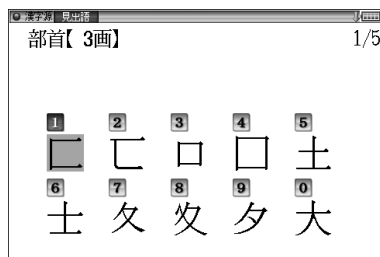 漢字源 見出語
部首【 3画】 1/5
1 2 3 4 5
匚 匸 口 囗 土
6 7 8 9 0
士 夂 夊 夕 大